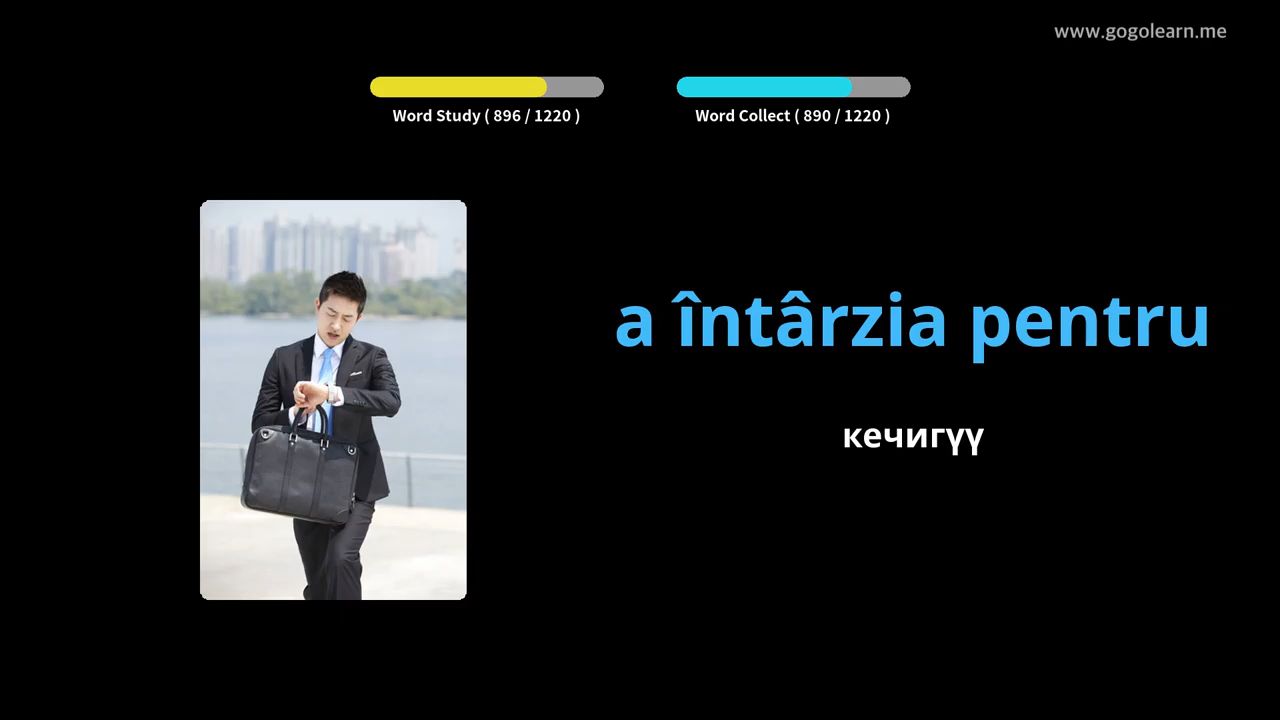 www.gogolearn.me
Word Study ( 896 / 1220 )
Word Collect ( 890 / 1220 )
a întârzia pentru
кечигүү